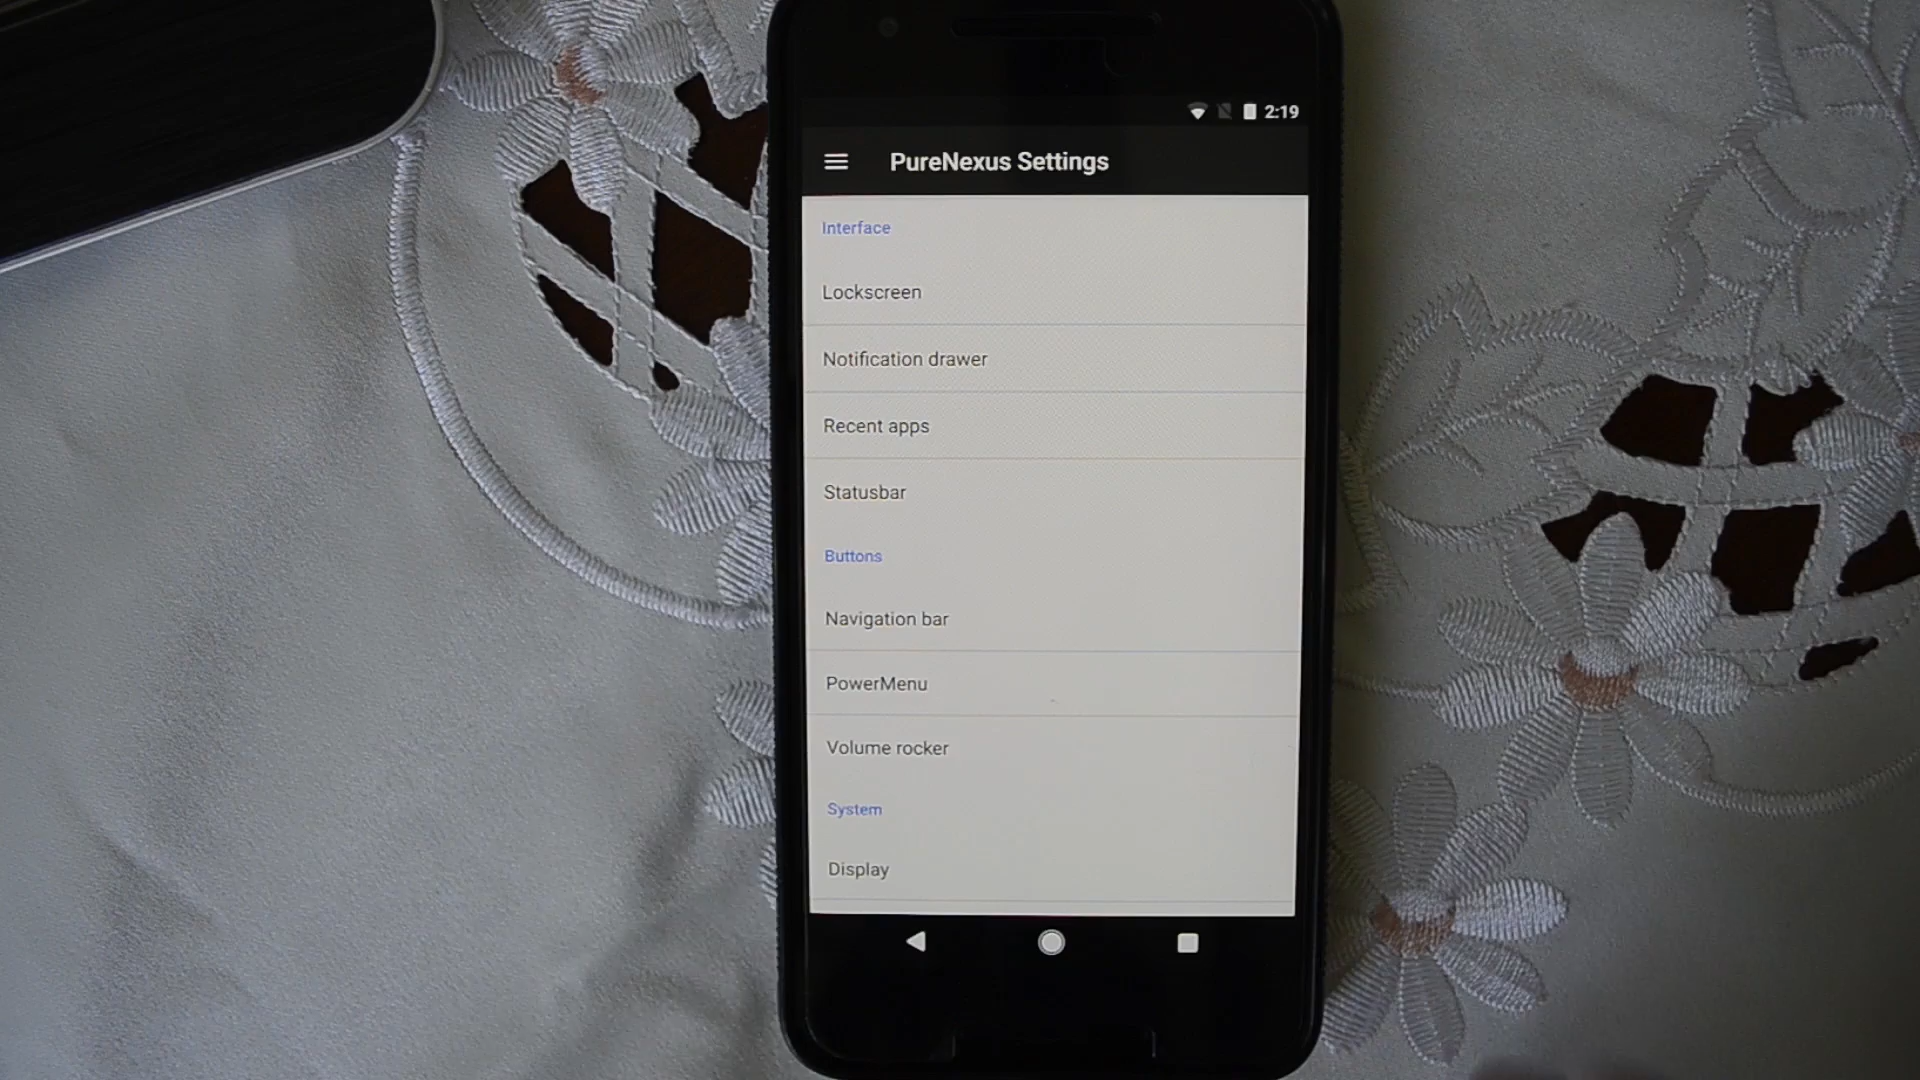 2:19
PureNexus Settings
Interface
Lockscreen
Notification drawer
Recent apps
Statusbar
Buttons
Navigation bar
PowerMenu
Volume rocker
System
Display